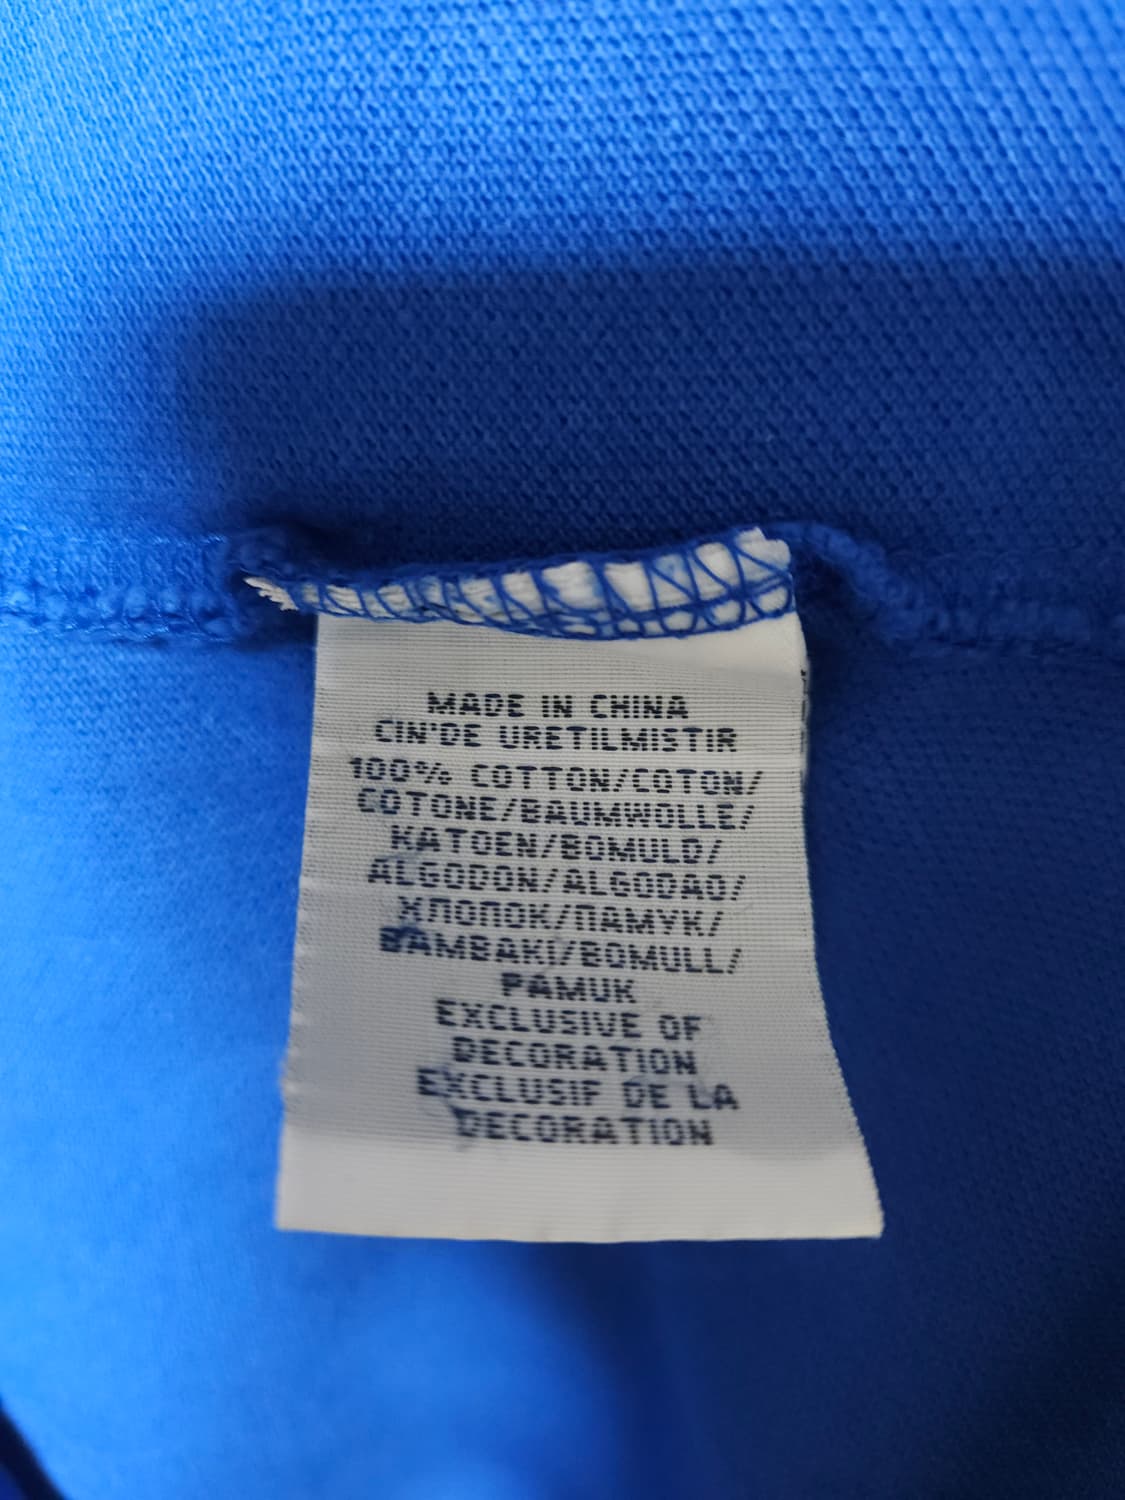 MADE IN CHINA
CIN'DE URETILMISTIR
100% COTTON/COTON/
COTONE/BAUMWOLLE/
KATOEN/BOMULD/
ALGODON/ALGODAO/
ХЛОПОК/ПАМУК/
BAMBAKI/BOMULL/
PAMUK
EXCLUSIVE OF
DECORATION
EXCLUSIF DE LA
DECORATION